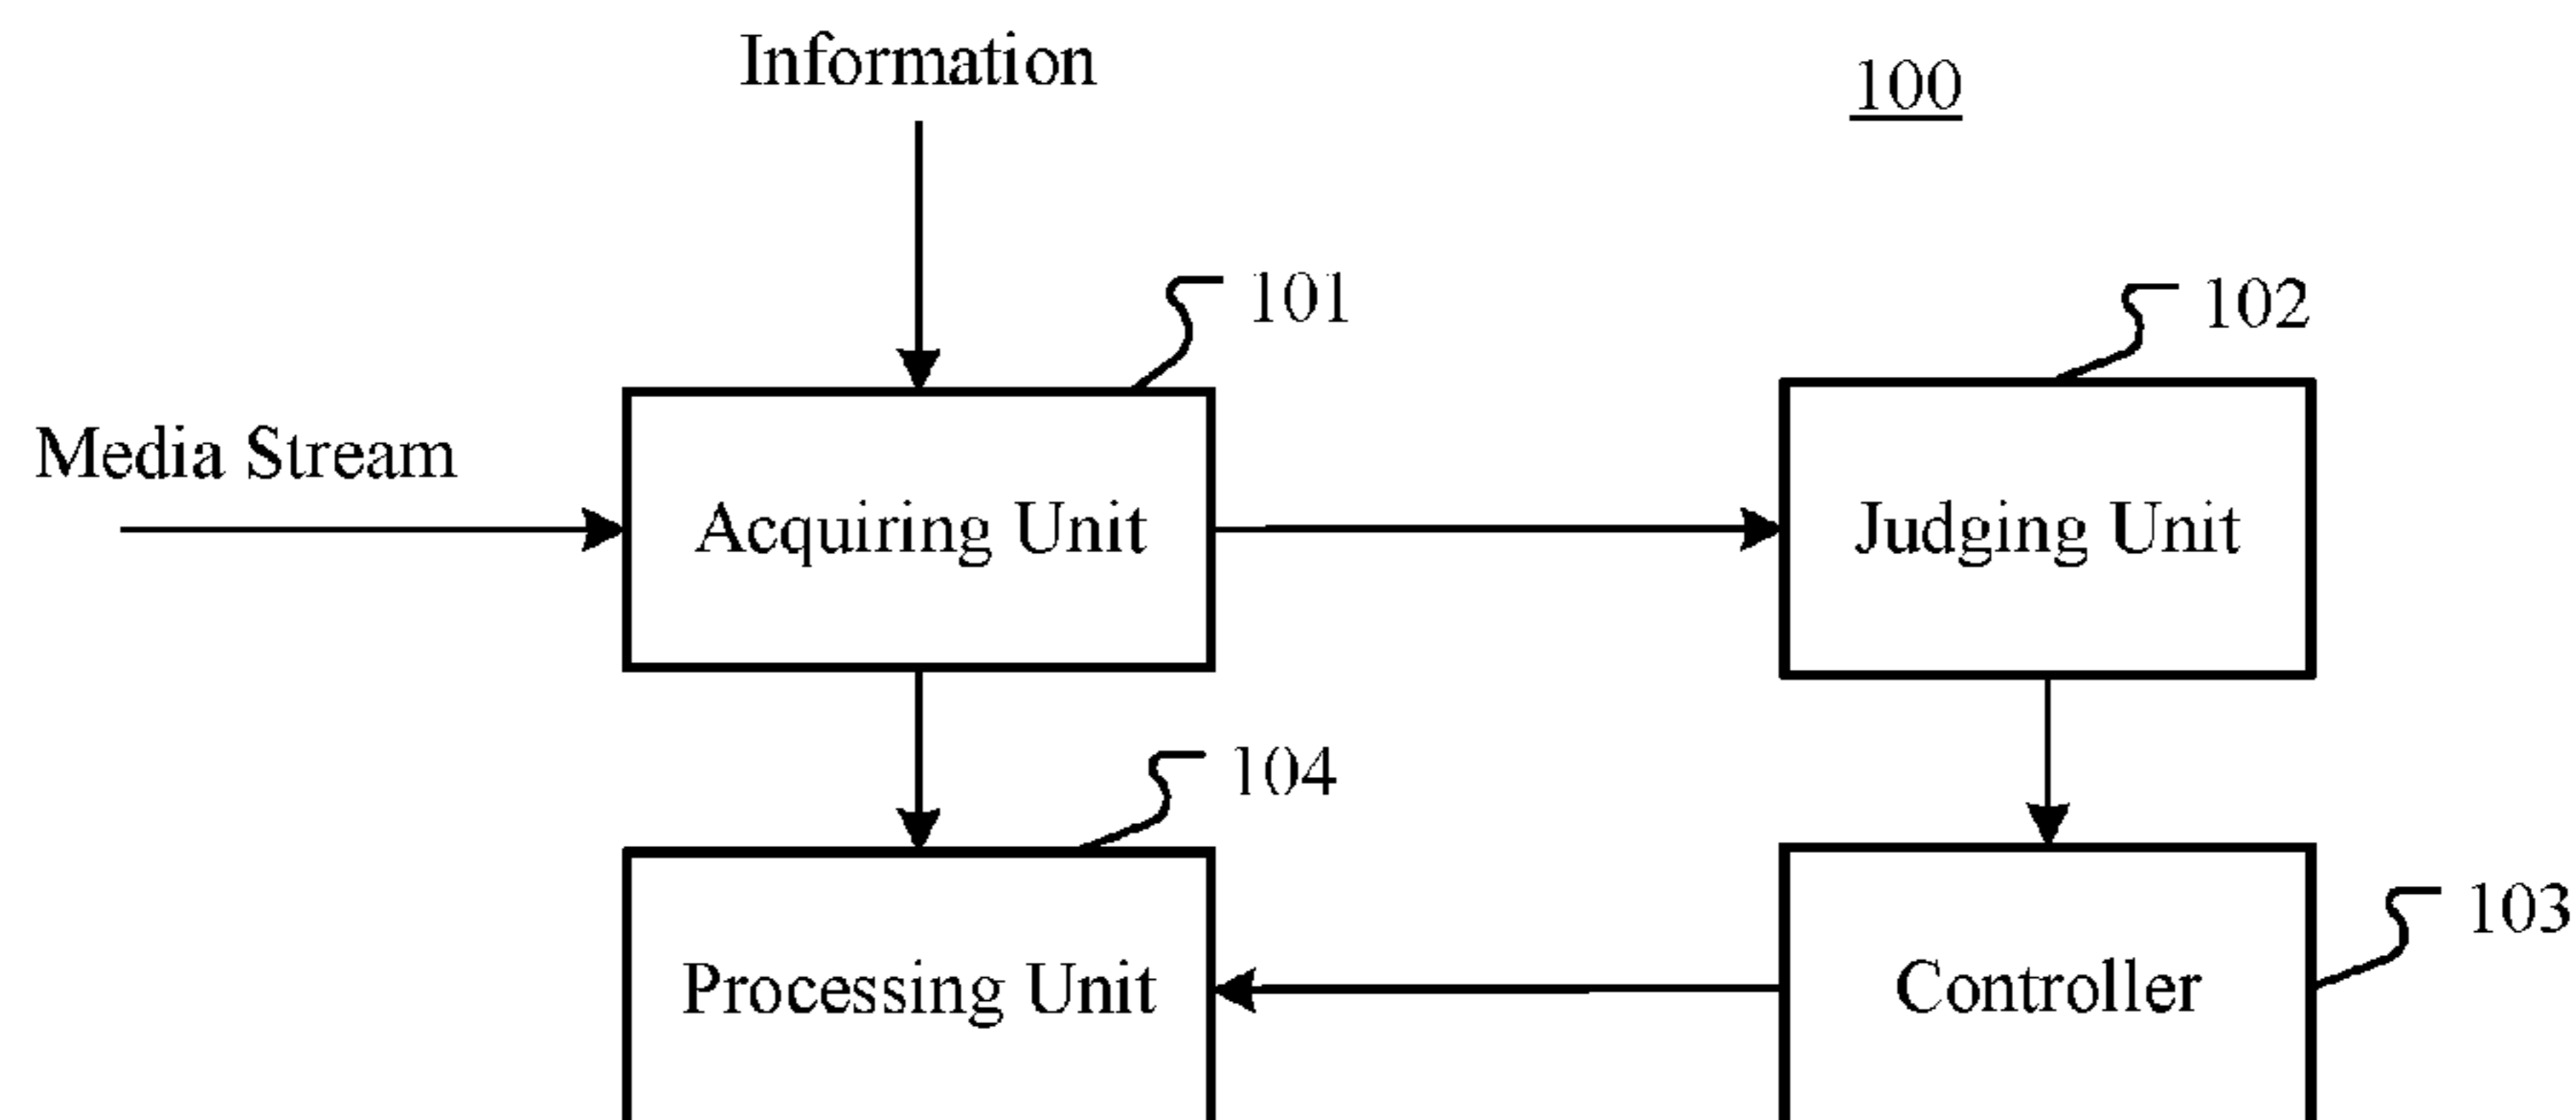 Information
100
101
102
Media Stream
Acquiring Unit
Judging Unit
104
103
Processing Unit
Controller